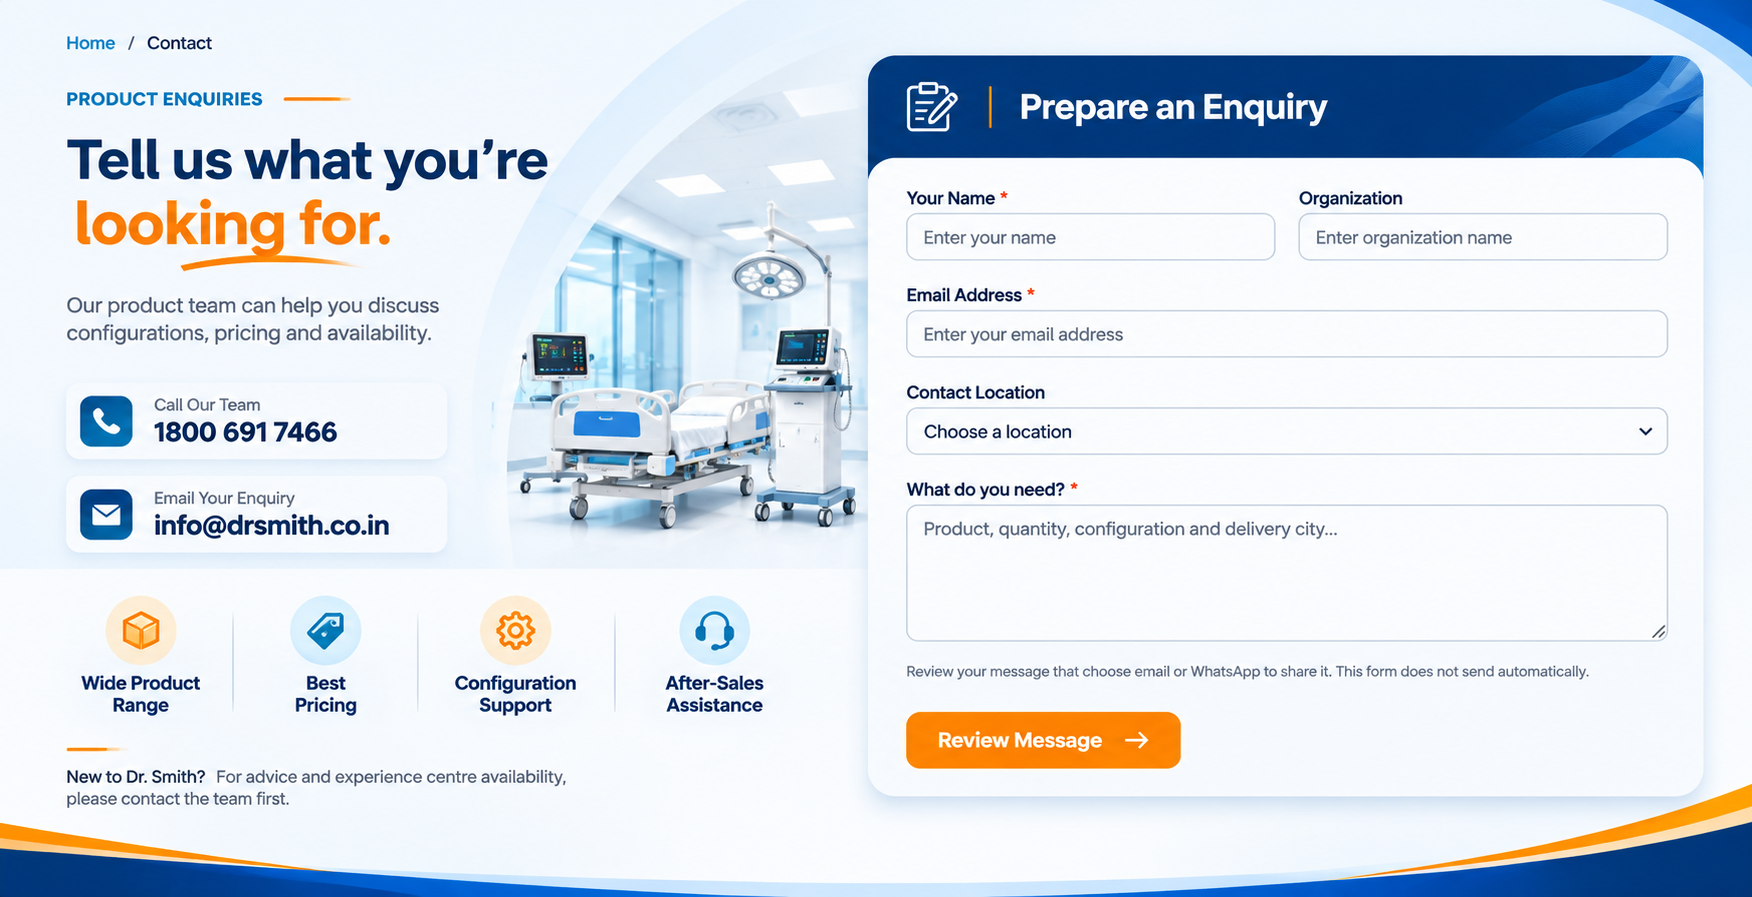 Home / Contact
PRODUCT ENQUIRIES
Tell us what you're
looking for.
Our product team can help you discuss
configurations, pricing and availability.
Call Our Team
1800 691 7466
Email Your Enquiry
info@drsmith.co.in
Wide Product
Range
Best
Pricing
Configuration
Support
After-Sales
Assistance
New to Dr. Smith? For advice and experience centre availability,
please contact the team first.
Prepare an Enquiry
Your Name *
Enter your name
Organization
Enter organization name
Email Address *
Enter your email address
Contact Location
Choose a location
What do you need? *
Product, quantity, configuration and delivery city...
Review your message that choose email or WhatsApp to share it. This form does not send automatically.
Review Message